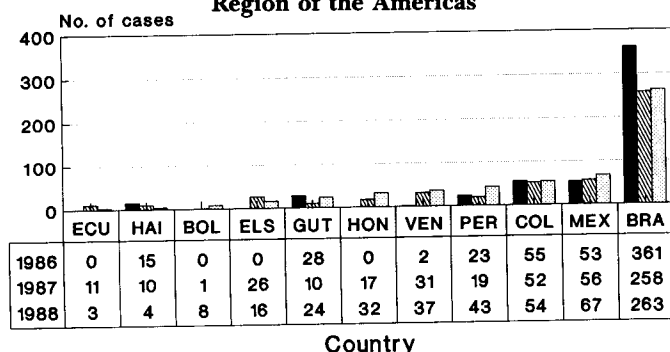 Region of the Americas
No. of cases
400
300
200
100
0
ECU HAI BOL ELS GUT HON VEN PER COL MEX BRA
1986 0 15 0 0 28 0 2 23 55 53 361
1987 11 10 1 26 10 17 31 19 52 56 258
1988 3 4 8 16 24 32 37 43 54 67 263
Country